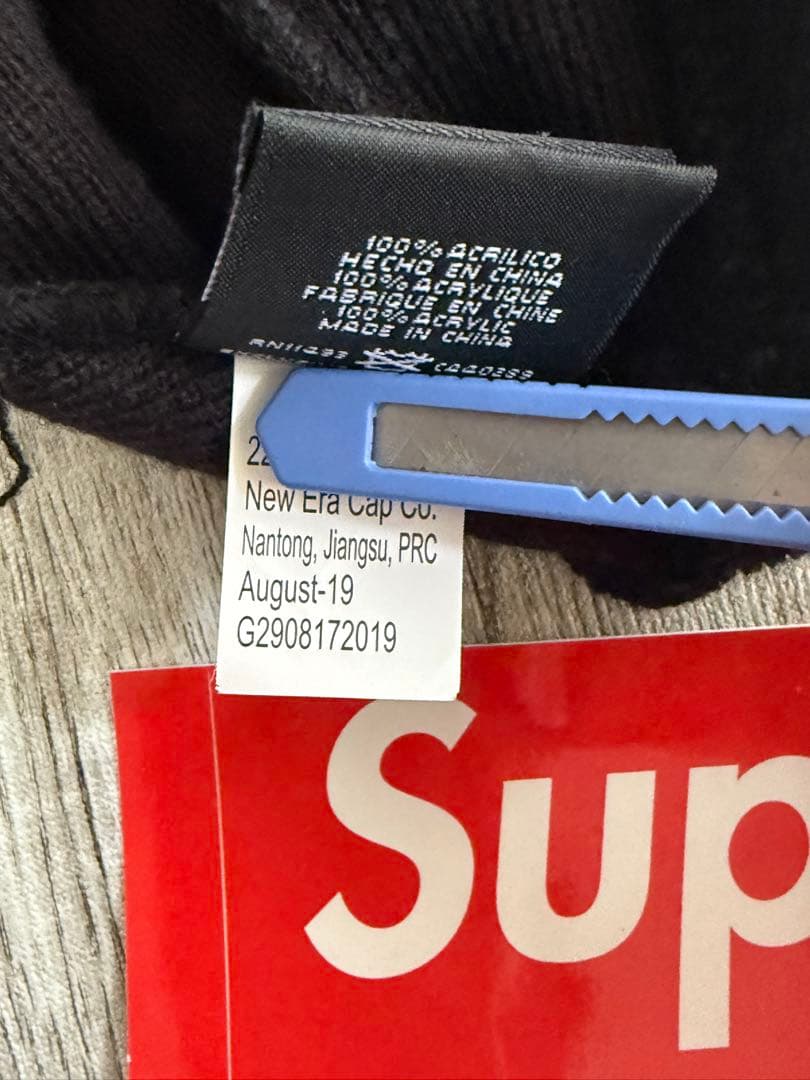 100% ACRILICO
HECHO EN CHINA
100% ACRYLIQUE
FABRIQUE EN CHINE
100% ACRYLIC
MADE IN CHINA
New Era Cap Co.
Nantong, Jiangsu, PRC
August-19
G2908172019
Sup